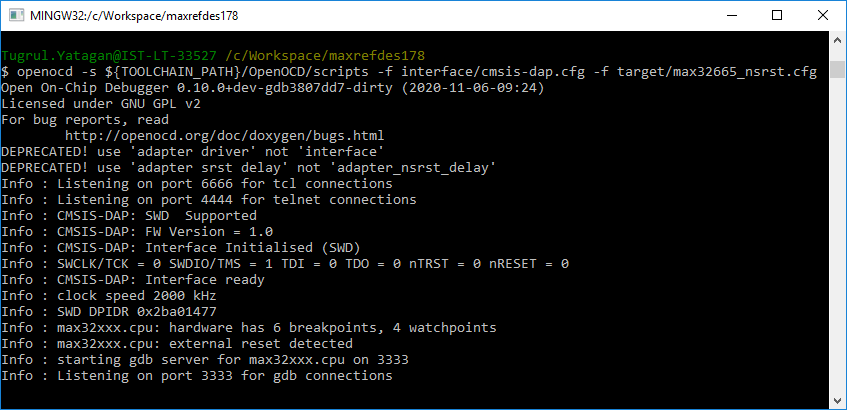 MINGW32:/c/Workspace/maxrefdes178
Tugrul.Yatagan@IST-LT-33527 /c/Workspace/maxrefdes178
$ openocd -s ${TOOLCHAIN_PATH}/OpenOCD/scripts -f interface/cmsis-dap.cfg -f target/max32665_nsrst.cfg
Open On-Chip Debugger 0.10.0+dev-gdb3807dd7-dirty (2020-11-06-09:24)
Licensed under GNU GPL v2
For bug reports, read
        http://openocd.org/doc/doxygen/bugs.html
DEPRECATED! use 'adapter driver' not 'interface'
DEPRECATED! use 'adapter srst delay' not 'adapter_nsrst_delay'
Info : Listening on port 6666 for tcl connections
Info : Listening on port 4444 for telnet connections
Info : CMSIS-DAP: SWD  Supported
Info : CMSIS-DAP: FW Version = 1.0
Info : CMSIS-DAP: Interface Initialised (SWD)
Info : SWCLK/TCK = 0 SWDIO/TMS = 1 TDI = 0 TDO = 0 nTRST = 0 nRESET = 0
Info : CMSIS-DAP: Interface ready
Info : clock speed 2000 kHz
Info : SWD DPIDR 0x2ba01477
Info : max32xxx.cpu: hardware has 6 breakpoints, 4 watchpoints
Info : max32xxx.cpu: external reset detected
Info : starting gdb server for max32xxx.cpu on 3333
Info : Listening on port 3333 for gdb connections